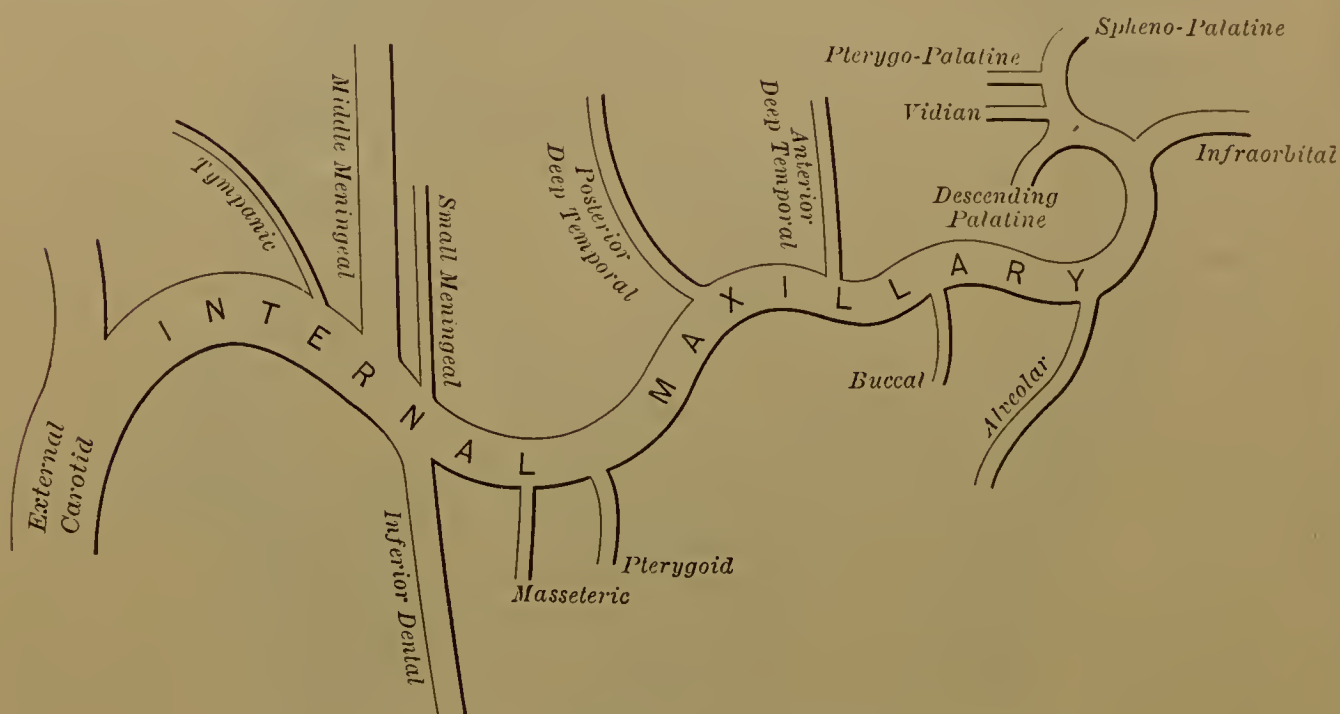 Spheno-Palatine
Pterygo-Palatine
Vidian
Infraorbital
Descending
Palatine
Anterior
Deep Temporal
Posterior
Deep Temporal
Middle Meningeal
Small Meningeal
Tympanic
INTERNAL MAXILLARY
External
Carotid
Inferior Dental
Masseteric
Pterygoid
Buccal
Alveolar